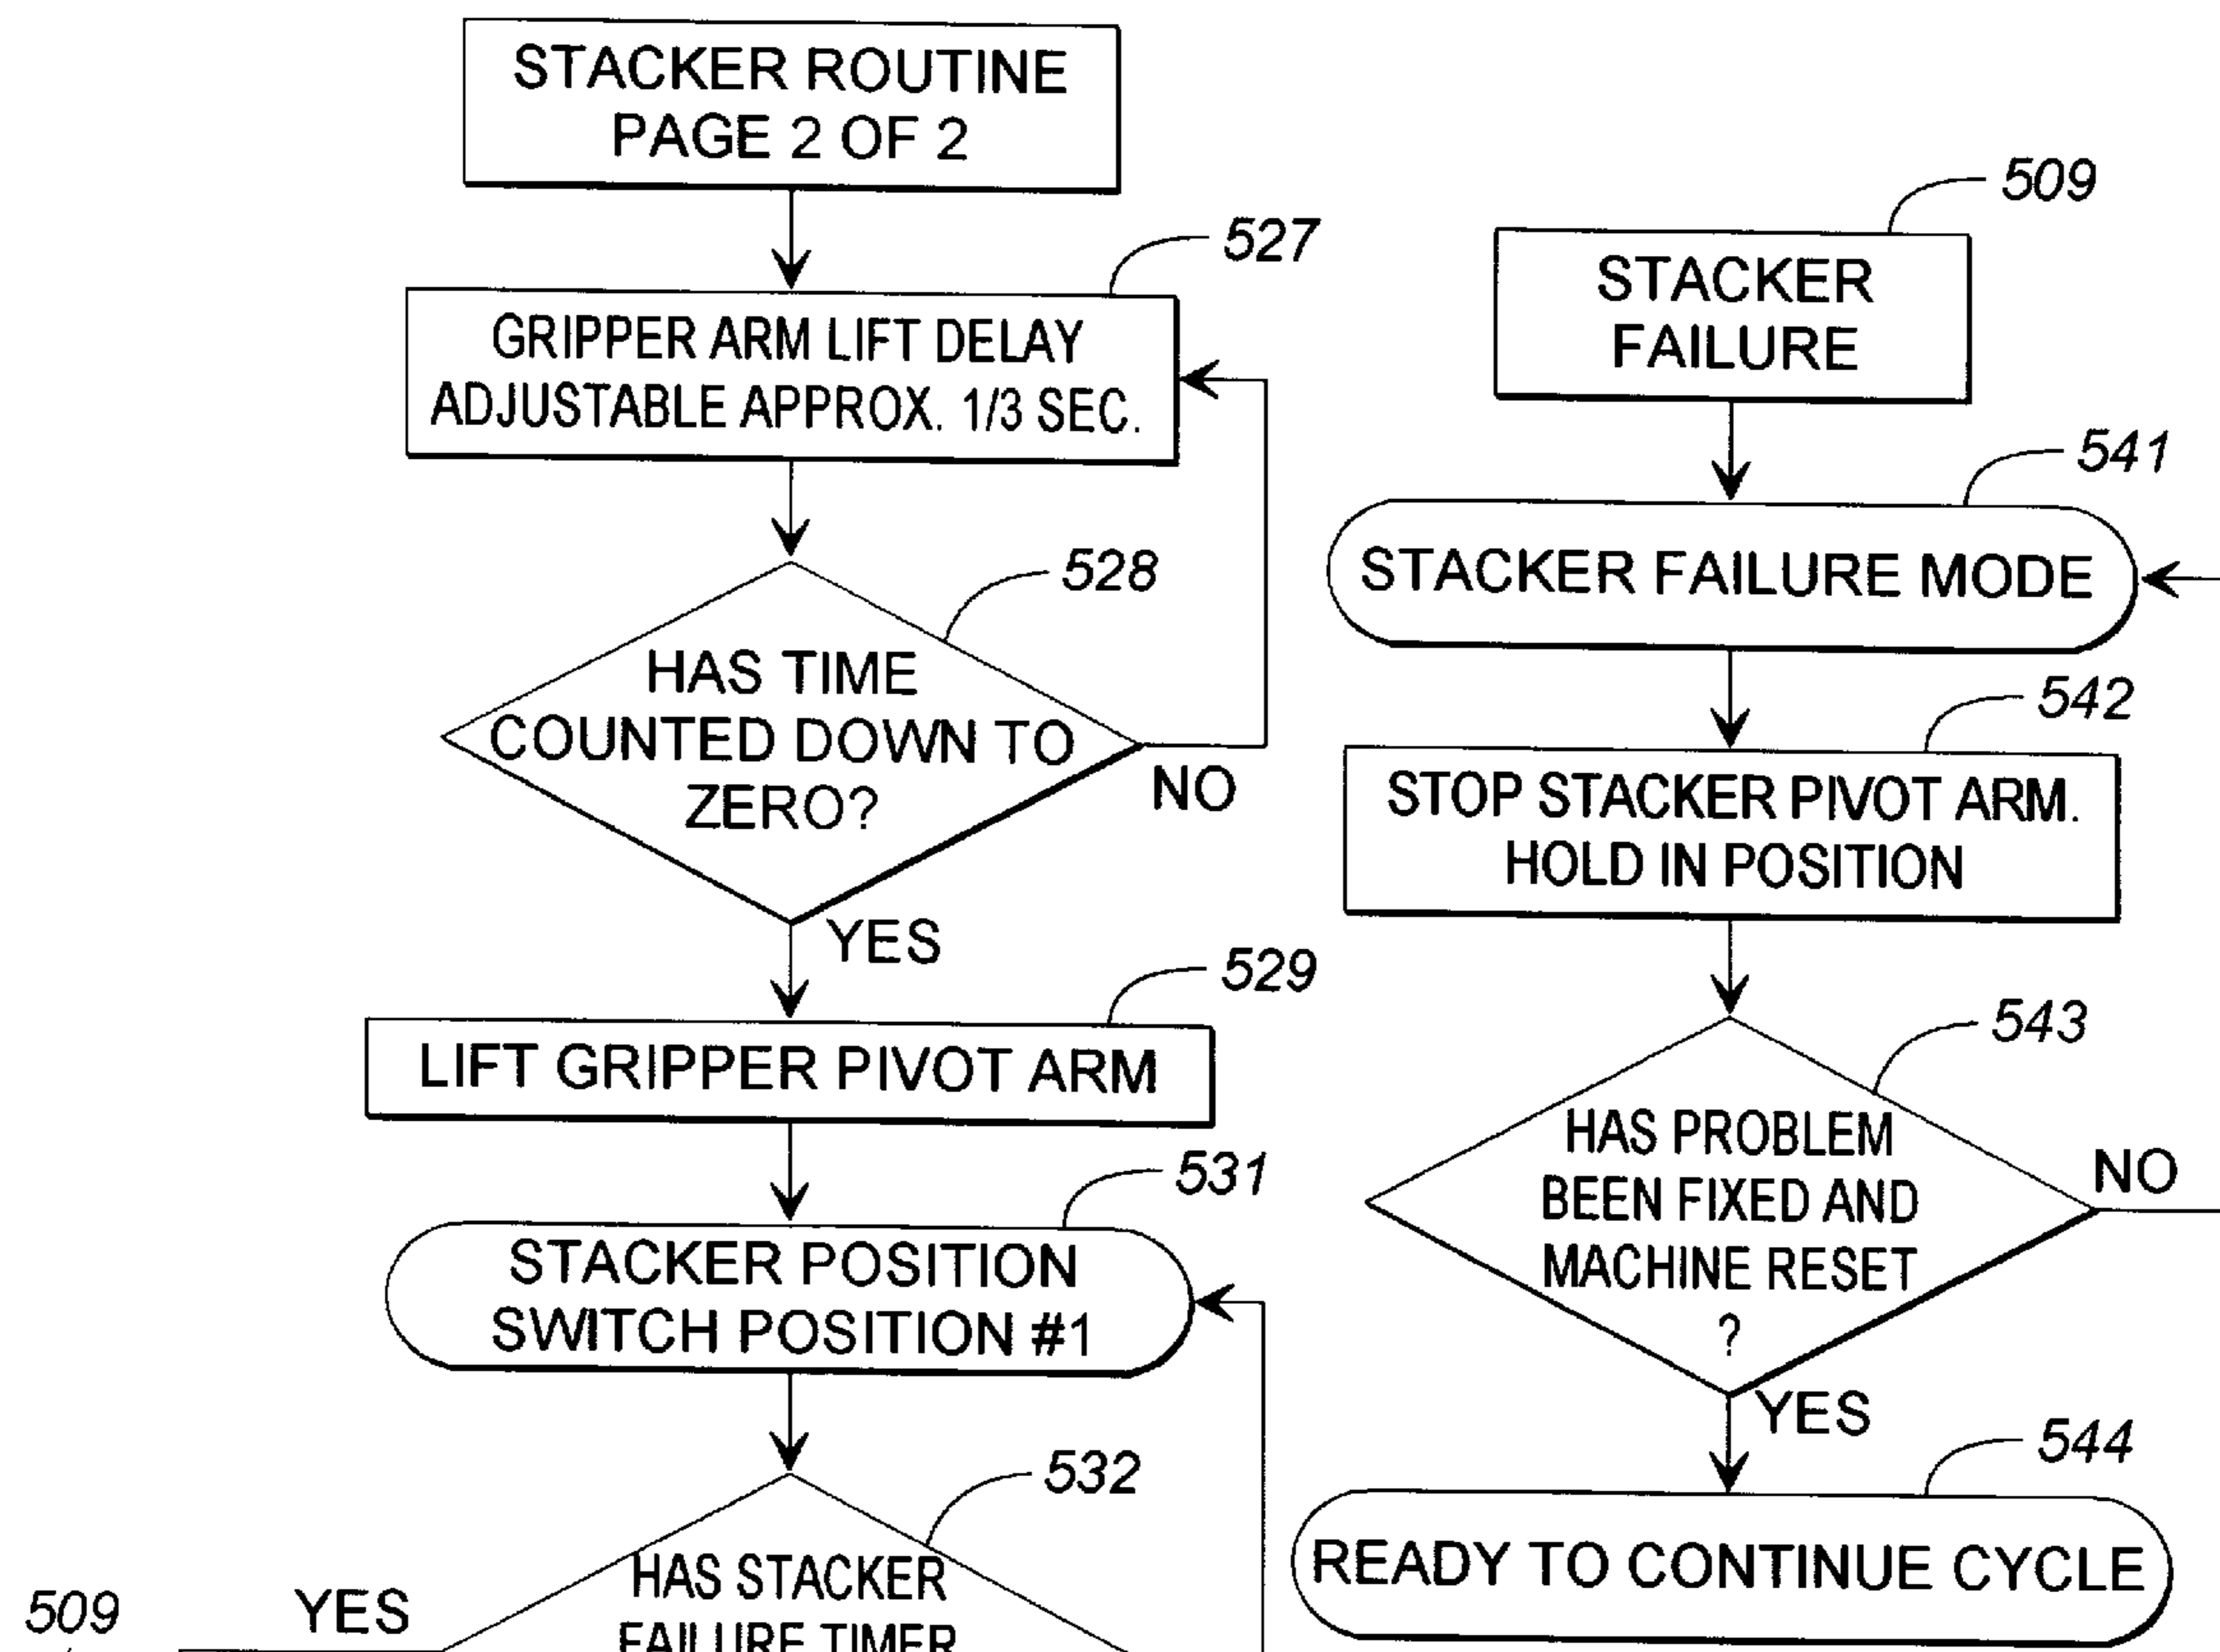 STACKER ROUTINE
PAGE 2 OF 2
527
GRIPPER ARM LIFT DELAY
ADJUSTABLE APPROX. 1/3 SEC.
528
HAS TIME
COUNTED DOWN TO
ZERO?
NO
YES
529
LIFT GRIPPER PIVOT ARM
531
STACKER POSITION
SWITCH POSITION #1
532
HAS STACKER
FAILURE TIMER
YES
509
509
STACKER
FAILURE
541
STACKER FAILURE MODE
542
STOP STACKER PIVOT ARM.
HOLD IN POSITION
543
HAS PROBLEM
BEEN FIXED AND
MACHINE RESET
?
NO
YES
544
READY TO CONTINUE CYCLE